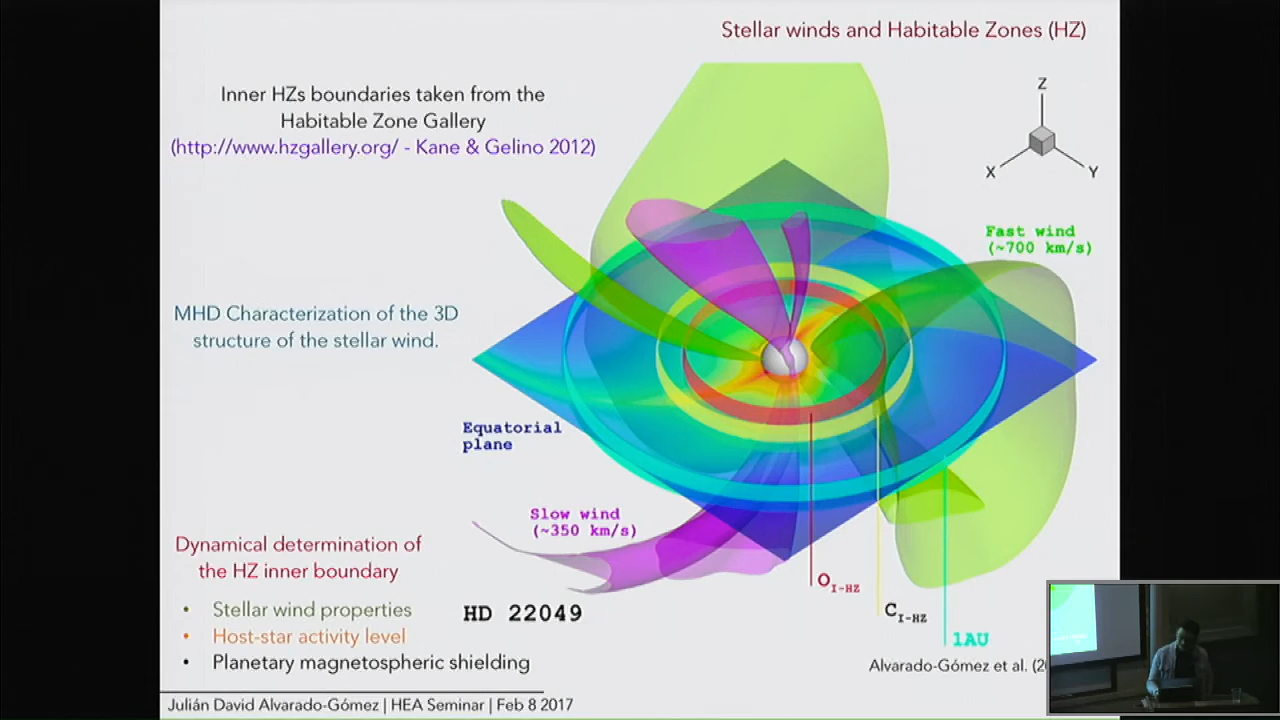 Stellar winds and Habitable Zones (HZ)
Inner HZs boundaries taken from the
Habitable Zone Gallery
(http://www.hzgallery.org/ - Kane & Gelino 2012)
Z
X
Y
Fast wind
(~700 km/s)
MHD Characterization of the 3D
structure of the stellar wind.
Equatorial
plane
Slow wind
(~350 km/s)
Dynamical determination of
the HZ inner boundary
• Stellar wind properties
• Host-star activity level
• Planetary magnetospheric shielding
HD 22049
O I-HZ
C I-HZ
1AU
Alvarado-Gómez et al.
Julián David Alvarado-Gómez | HEA Seminar | Feb 8 2017